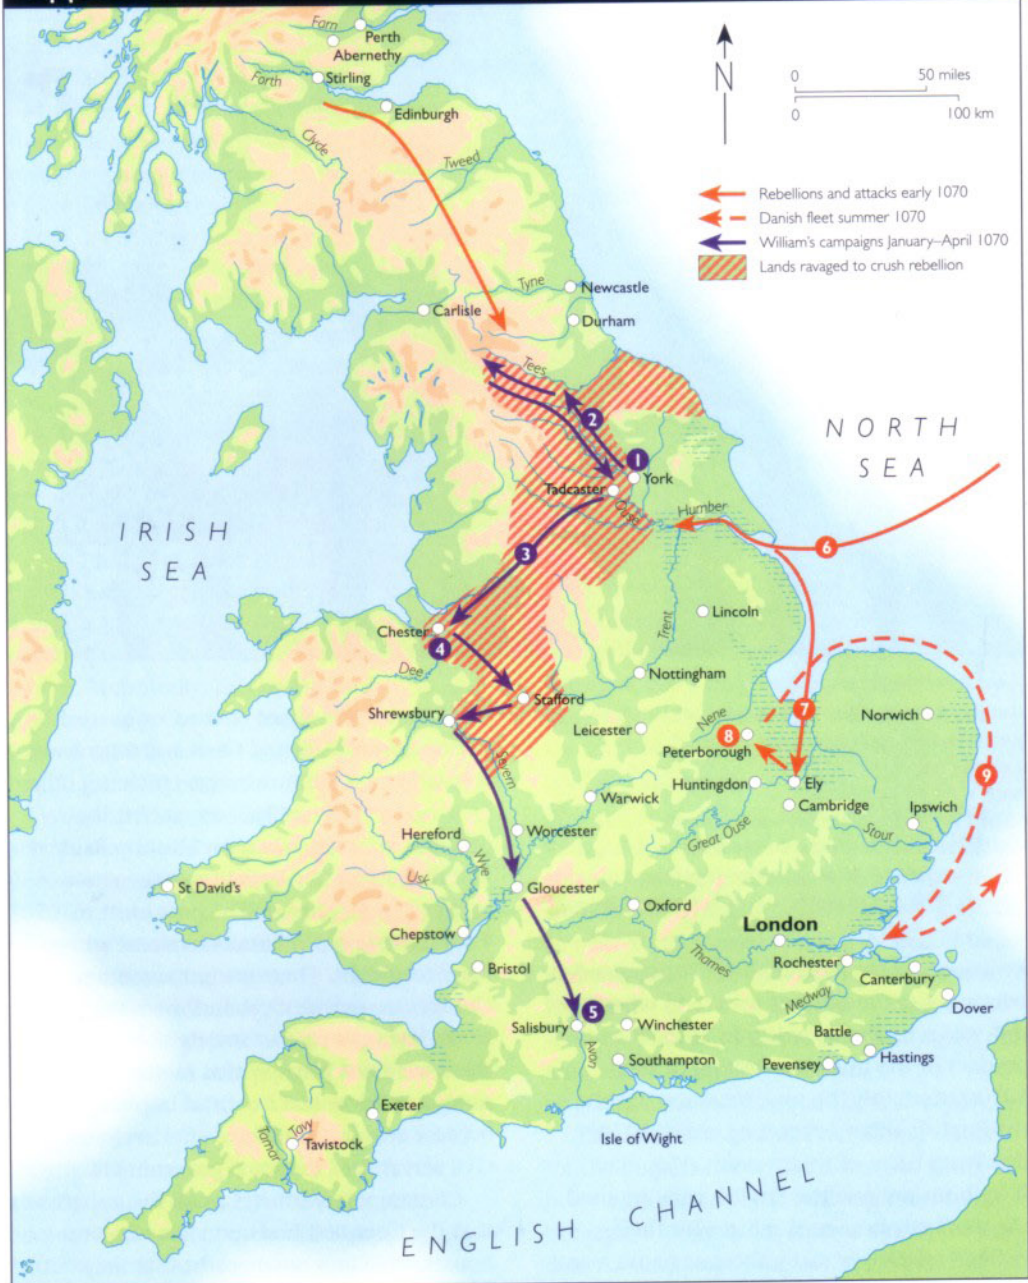 Farn
Perth
Abernethy
Forth
Stirling
Edinburgh
Clyde
Tweed
N
0 50 miles
0 100 km
Rebellions and attacks early 1070
Danish fleet summer 1070
William's campaigns January–April 1070
Lands ravaged to crush rebellion
Tyne
Newcastle
Carlisle
Durham
Tees
2
NORTH
SEA
1
York
Tadcaster
Ouse
Humber
IRISH
SEA
3
6
Lincoln
Trent
Chester
4
Dee
Nottingham
Stafford
Shrewsbury
Leicester
Nene
7
Norwich
8
Peterborough
Severn
9
Huntingdon
Ely
Warwick
Cambridge
Ipswich
Hereford
Worcester
Great Ouse
Stour
Wye
Usk
St David's
Gloucester
Oxford
Chepstow
London
Thames
Rochester
Bristol
Canterbury
Medway
Dover
5
Salisbury
Winchester
Battle
Avon
Southampton
Hastings
Pevensey
Exeter
Isle of Wight
Tavy
Tamar
Tavistock
ENGLISH CHANNEL